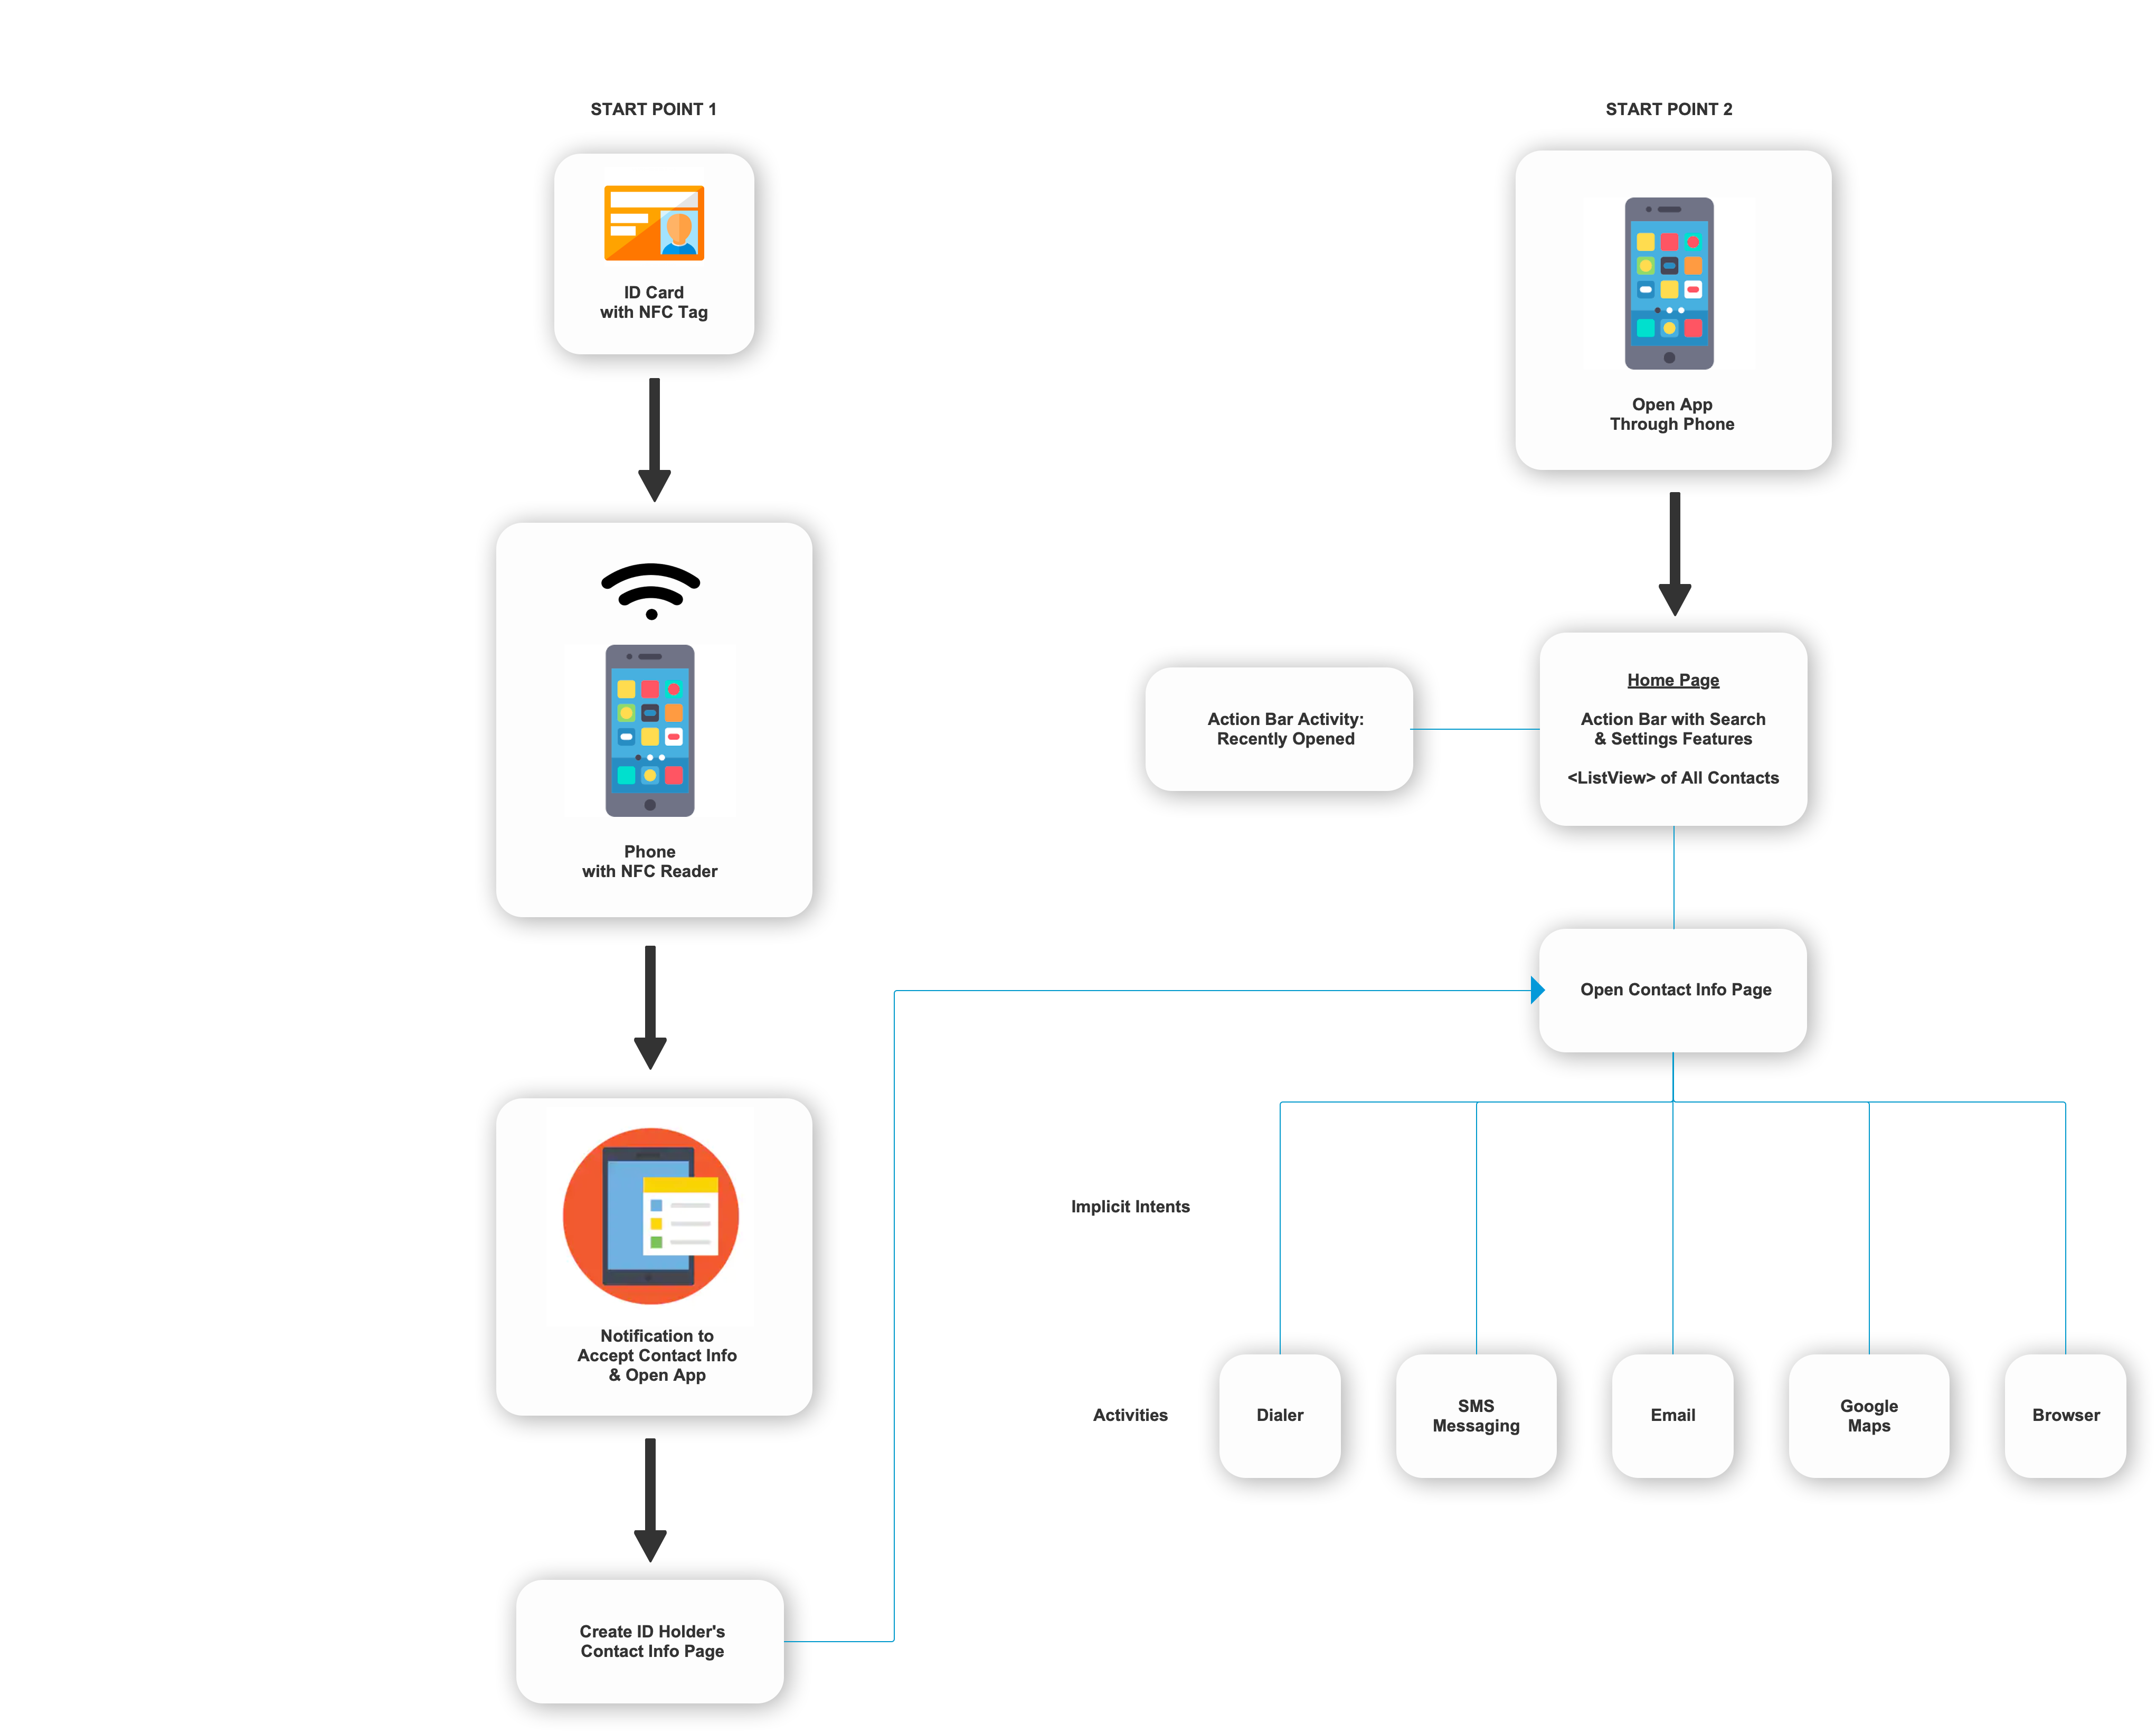 START POINT 1
ID Card
with NFC Tag
Phone
with NFC Reader
Notification to
Accept Contact Info
& Open App
Create ID Holder's
Contact Info Page
START POINT 2
Open App
Through Phone
Home Page
Action Bar with Search
& Settings Features
<ListView> of All Contacts
Action Bar Activity:
Recently Opened
Open Contact Info Page
Implicit Intents
Activities
Dialer
SMS
Messaging
Email
Google
Maps
Browser